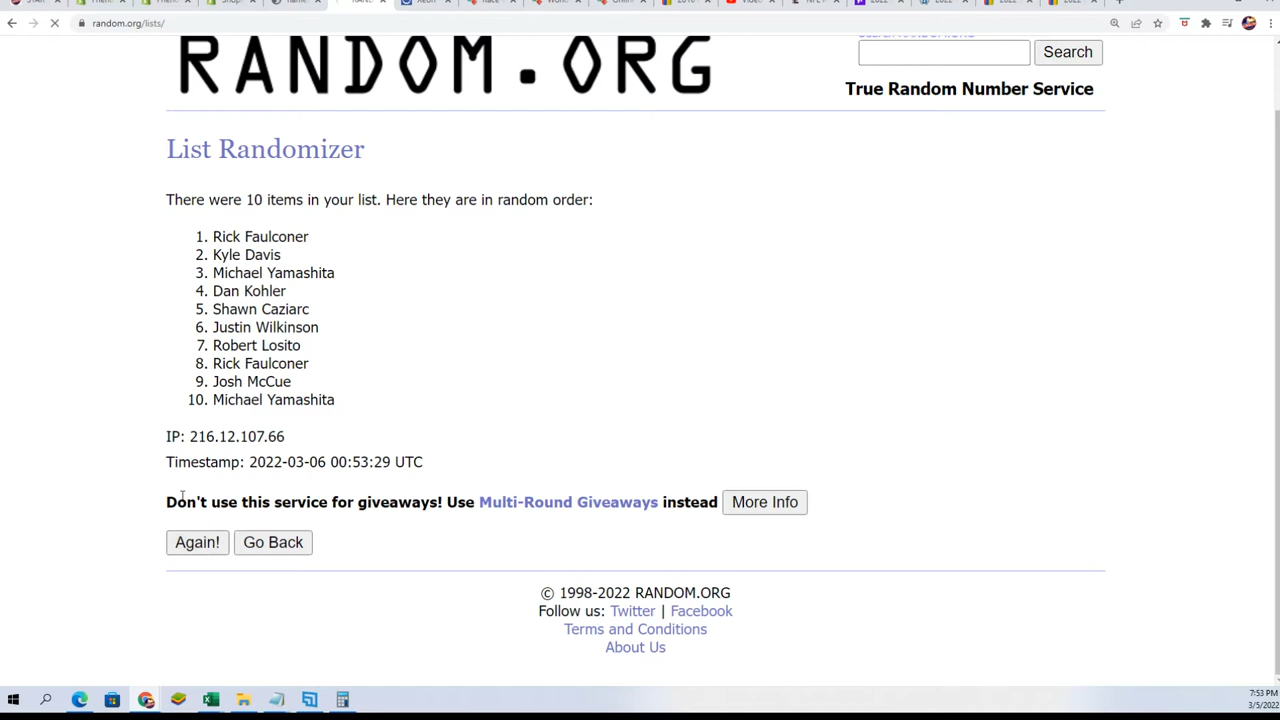 random.org/lists/
RANDOM.ORG
Search
True Random Number Service
List Randomizer
There were 10 items in your list. Here they are in random order:
1. Rick Faulconer
2. Kyle Davis
3. Michael Yamashita
4. Dan Kohler
5. Shawn Caziarc
6. Justin Wilkinson
7. Robert Losito
8. Rick Faulconer
9. Josh McCue
10. Michael Yamashita
IP: 216.12.107.66
Timestamp: 2022-03-06 00:53:29 UTC
Don't use this service for giveaways! Use Multi-Round Giveaways instead More Info
Again! Go Back
© 1998-2022 RANDOM.ORG
Follow us: Twitter | Facebook
Terms and Conditions
About Us
7:53 PM
3/5/2022